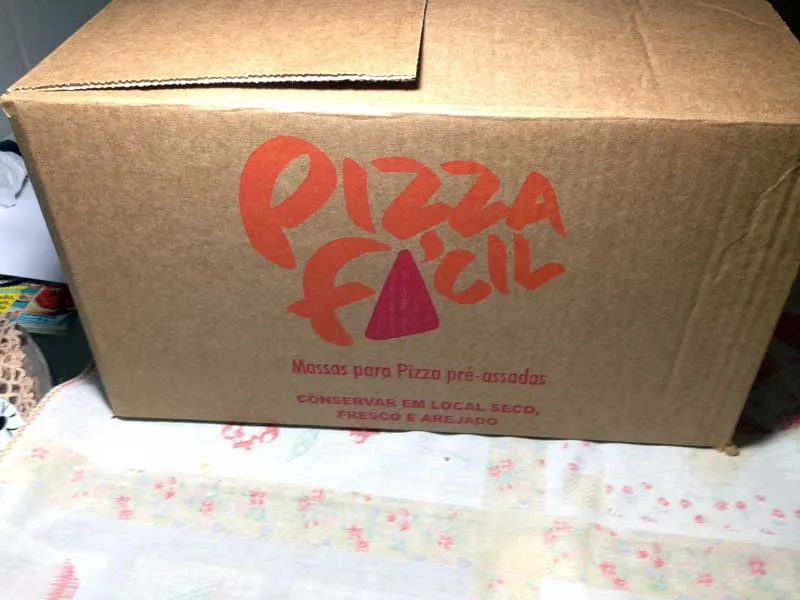 PIZZA
FÁCIL
Massas para Pizza pré-assadas
CONSERVAR EM LOCAL SECO,
FRESCO E AREJADO